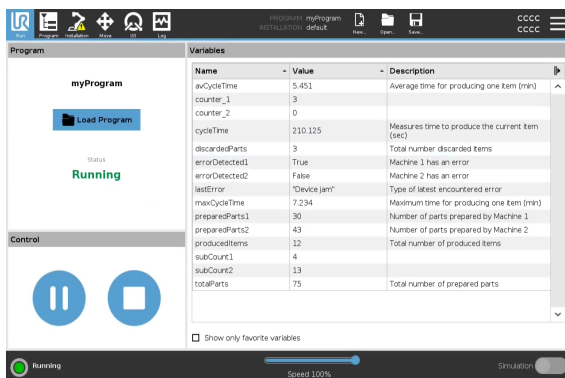 UR
Run
Program
Installation
Move
I/O
Log
PROGRAM myProgram
INSTALLATION default
New...
Open...
Save...
CCCC
CCCC
Program
myProgram
Load Program
Status
Running
Control
Variables
Name Value Description
avCycleTime 5.451 Average time for producing one item (min)
counter_1 3
counter_2 0
cycleTime 210.125 Measures time to produce the current item
(sec)
discardedParts 3 Total number discarded items
errorDetected1 True Machine 1 has an error
errorDetected2 False Machine 2 has an error
lastError "Device jam" Type of latest encountered error
maxCycleTime 7.234 Maximum time for producing one item (min)
preparedParts1 30 Number of parts prepared by Machine 1
preparedParts2 43 Number of parts prepared by Machine 2
producedItems 12 Total number of produced items
subCount1 4
subCount2 13
totalParts 75 Total number of prepared parts
Show only favorite variables
Running
Speed 100%
Simulation